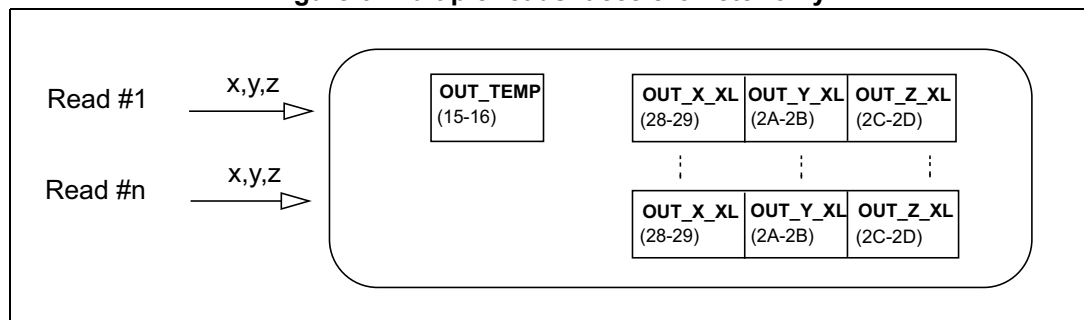 Read #1 x,y,z OUT_TEMP OUT_X_XL OUT_Y_XL OUT_Z_XL
(15-16) (28-29) (2A-2B) (2C-2D)
Read #n x,y,z OUT_X_XL OUT_Y_XL OUT_Z_XL
(28-29) (2A-2B) (2C-2D)